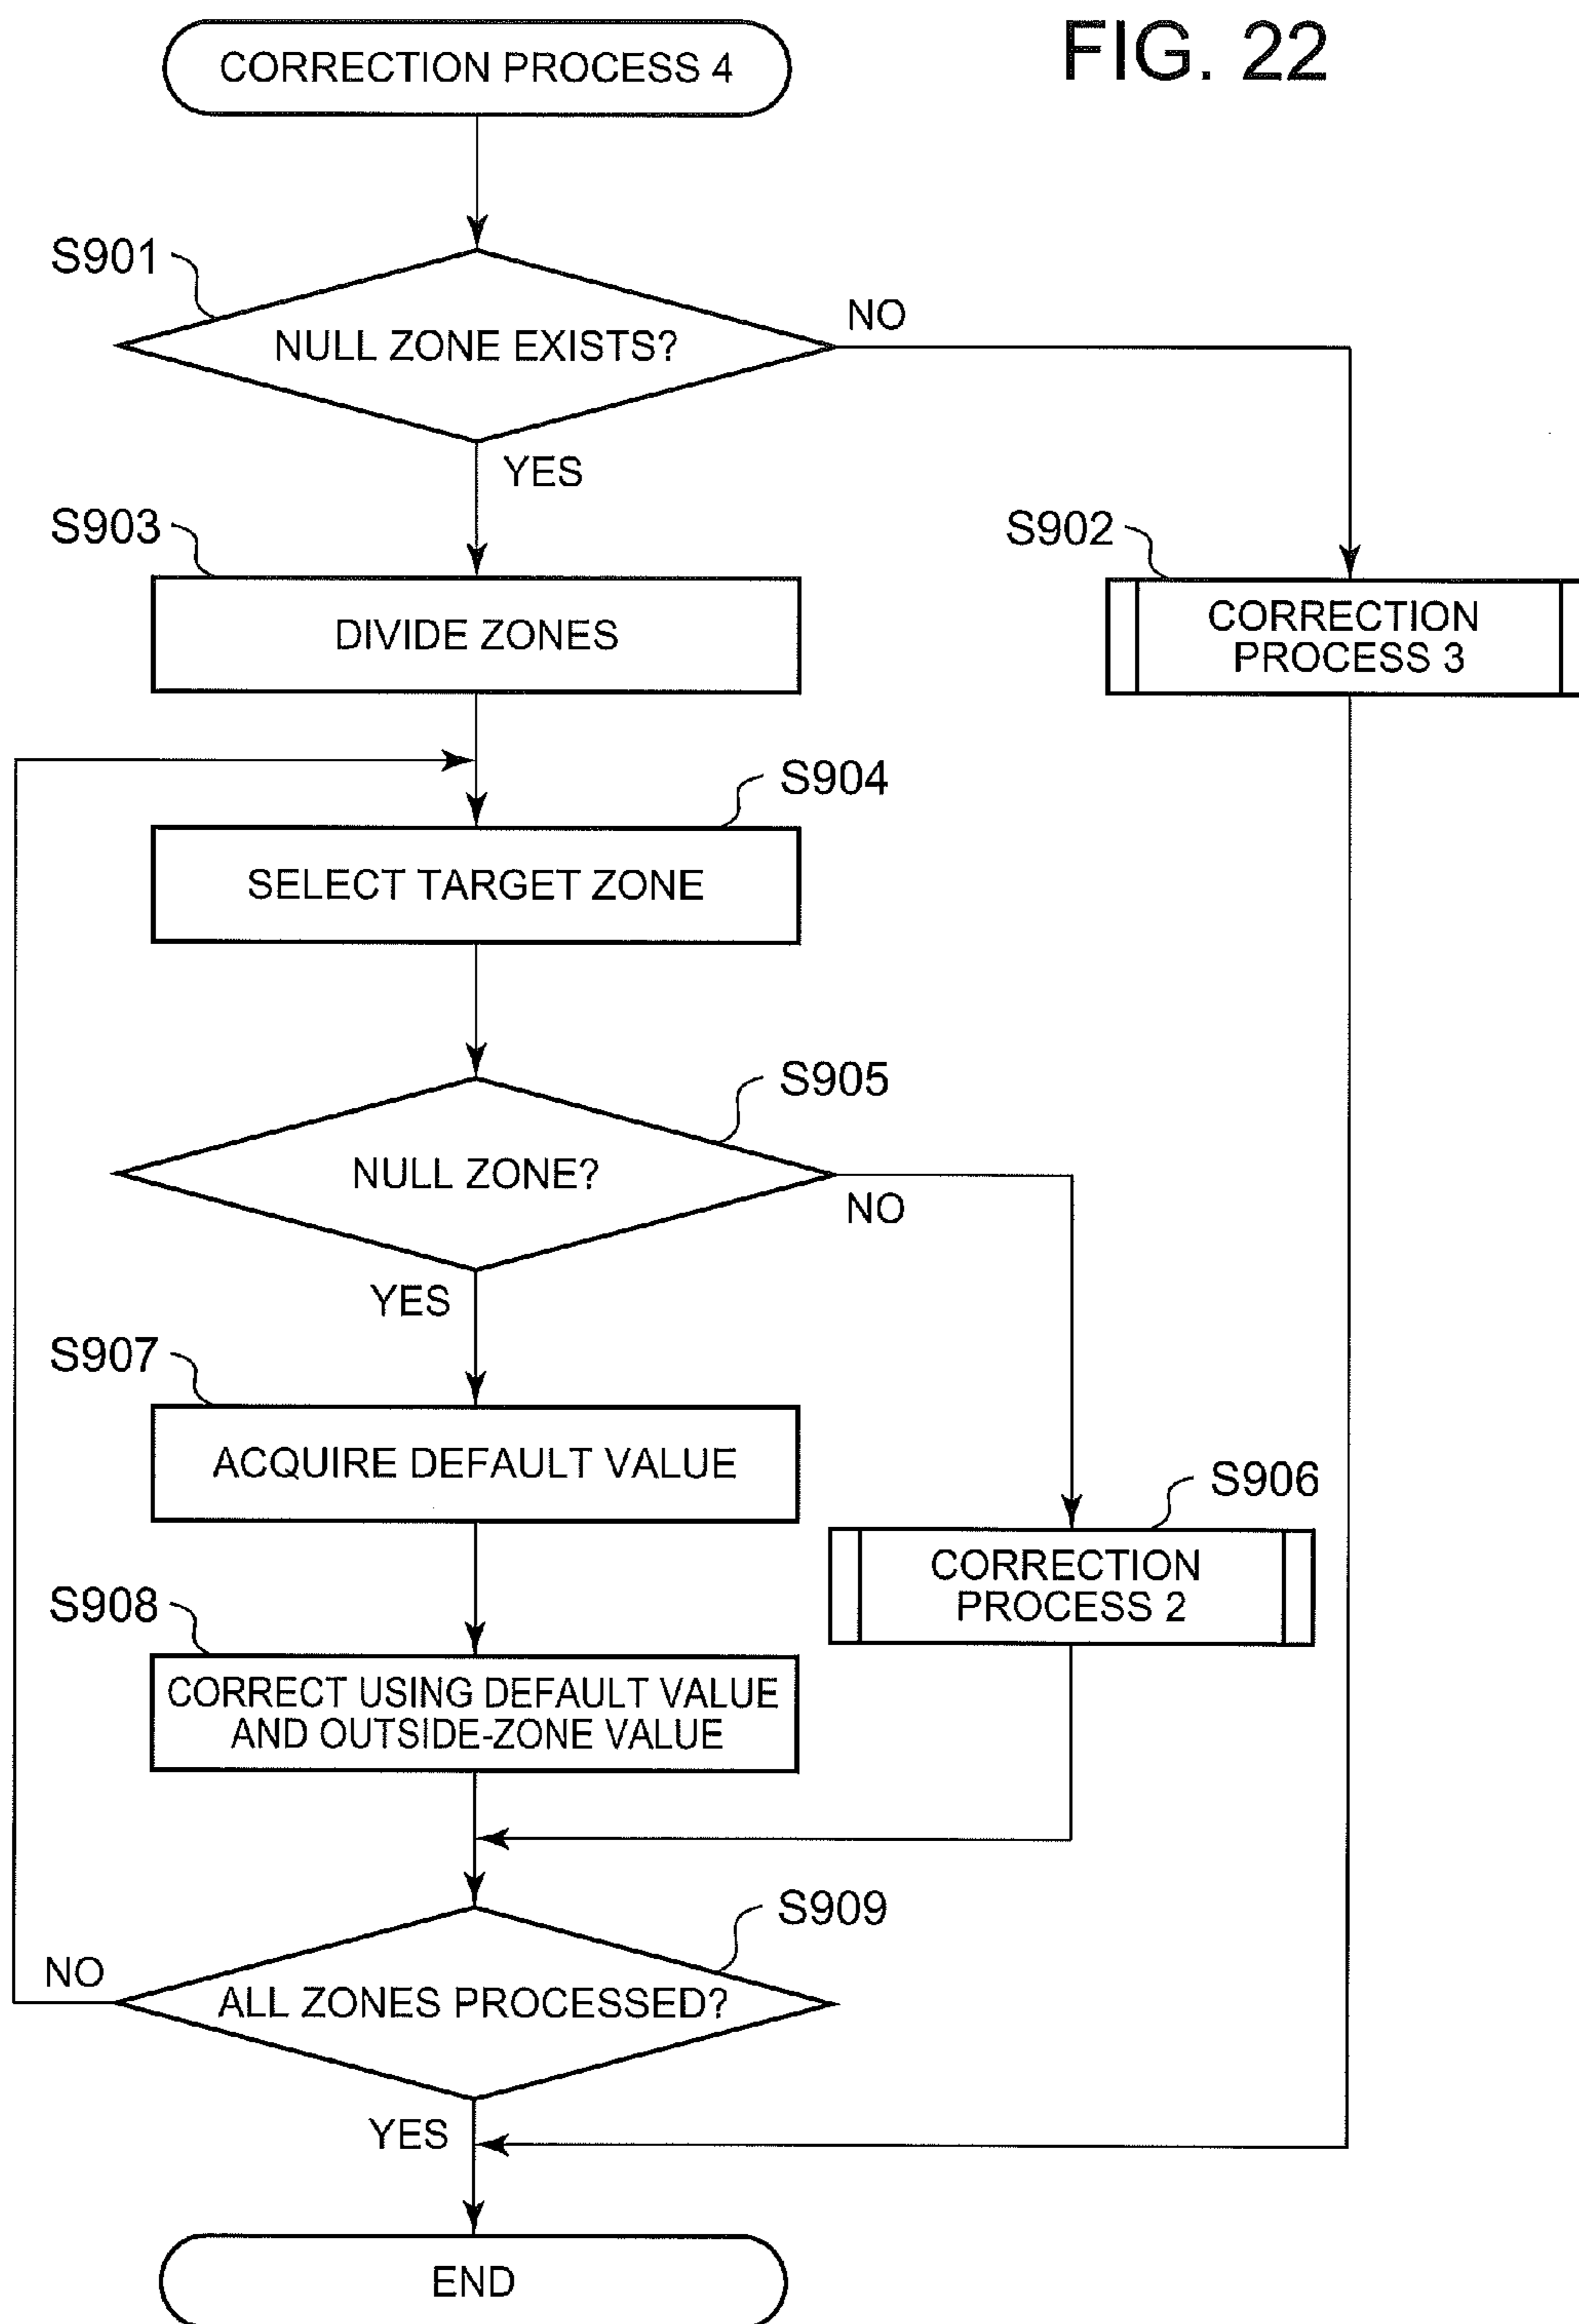 FIG. 22
CORRECTION PROCESS 4
S901
NULL ZONE EXISTS?
NO
YES
S903
DIVIDE ZONES
S902
CORRECTION
PROCESS 3
S904
SELECT TARGET ZONE
S905
NULL ZONE?
NO
YES
S907
ACQUIRE DEFAULT VALUE
S906
CORRECTION
PROCESS 2
S908
CORRECT USING DEFAULT VALUE
AND OUTSIDE-ZONE VALUE
S909
NO
ALL ZONES PROCESSED?
YES
END